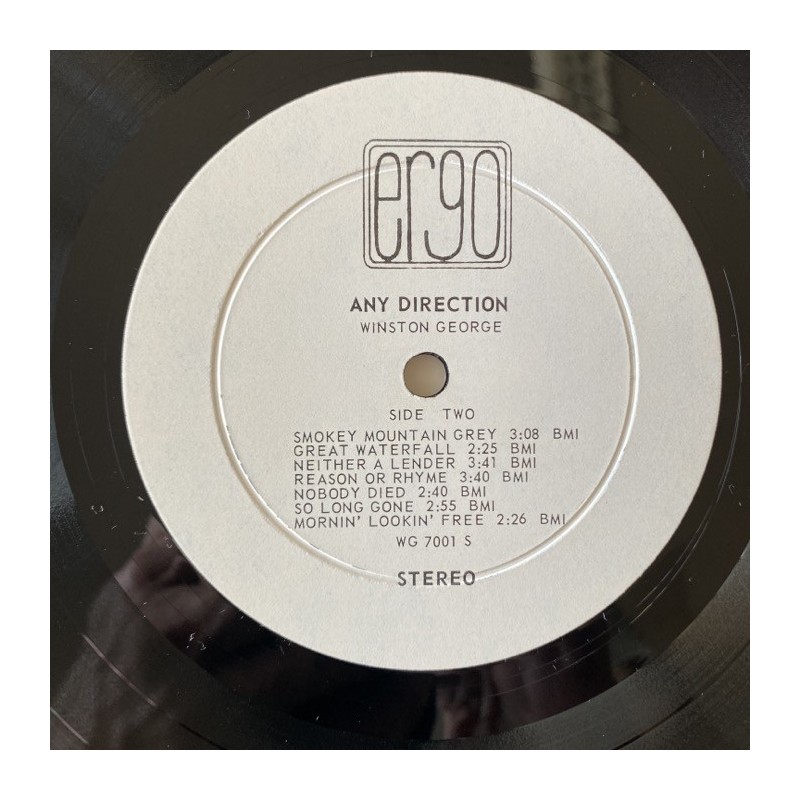 ergo
ANY DIRECTION
WINSTON GEORGE
SIDE TWO
SMOKEY MOUNTAIN GREY 3:08 BMI
GREAT WATERFALL 2:25 BMI
NEITHER A LENDER 3:41 BMI
REASON OR RHYME 3:40 BMI
NOBODY DIED 2:40 BMI
SO LONG GONE 2:55 BMI
MORNIN' LOOKIN' FREE 2:26 BMI
WG 7001 S
STEREO